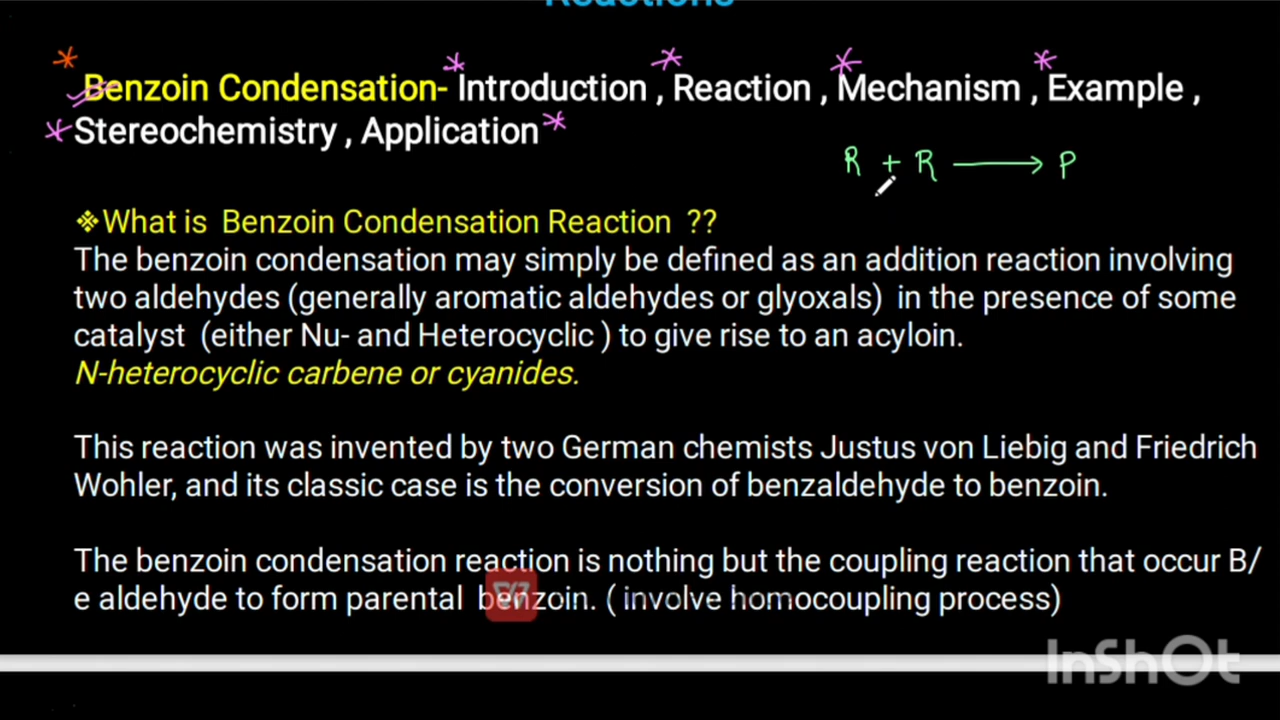 Reactions
* Benzoin Condensation- * Introduction , * Reaction , * Mechanism , * Example ,
* Stereochemistry , Application *
R + R → P
❖What is Benzoin Condensation Reaction ??
The benzoin condensation may simply be defined as an addition reaction involving
two aldehydes (generally aromatic aldehydes or glyoxals) in the presence of some
catalyst (either Nu- and Heterocyclic ) to give rise to an acyloin.
N-heterocyclic carbene or cyanides.
This reaction was invented by two German chemists Justus von Liebig and Friedrich
Wohler, and its classic case is the conversion of benzaldehyde to benzoin.
The benzoin condensation reaction is nothing but the coupling reaction that occur B/
e aldehyde to form parental benzoin. ( involve homocoupling process)
InShOt